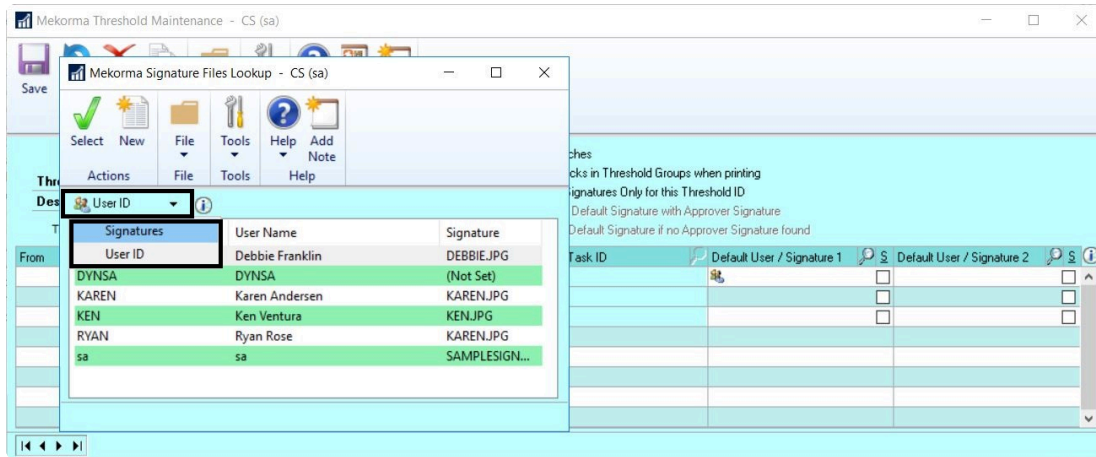 Mekorma Threshold Maintenance - CS (sa)
Save
Mekorma Signature Files Lookup - CS (sa)
Select New File Tools Help Add Note
Actions File Tools Help
User ID
Signatures
User ID
User Name Signature
Debbie Franklin DEBBIE.JPG
DYNSA DYNSA (Not Set)
KAREN Karen Andersen KAREN.JPG
KEN Ken Ventura KEN.JPG
RYAN Ryan Rose KAREN.JPG
sa sa SAMPLESIGN...
Thr
Des
T
ches
cks in Threshold Groups when printing
ignatures Only for this Threshold ID
Default Signature with Approver Signature
Default Signature if no Approver Signature found
From Task ID Default User / Signature 1 S Default User / Signature 2 S